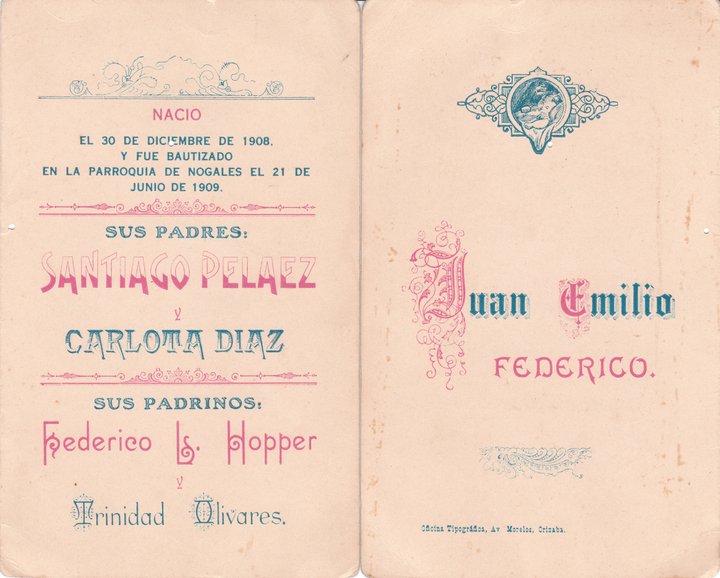 NACIO
EL 30 DE DICIEMBRE DE 1908.
Y FUE BAUTIZADO
EN LA PARROQUIA DE NOGALES EL 21 DE
JUNIO DE 1909.
SUS PADRES:
SANTIAGO PELAEZ
Y
CARLOTA DIAZ
SUS PADRINOS:
Federico L. Hopper
Y
Trinidad Olivares.
Juan Emilio
FEDERICO.
Oficina Tipográfica, Av Morelos, Orizaba.